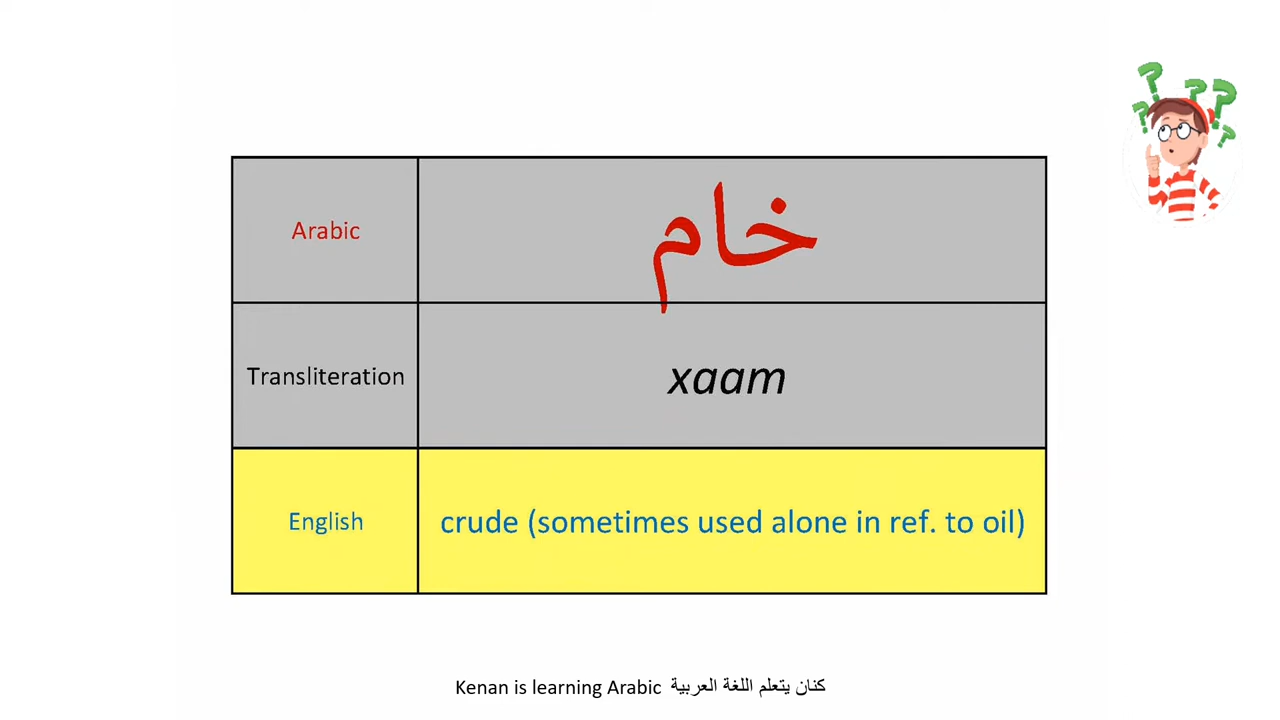 Arabic خام
Transliteration xaam
English crude (sometimes used alone in ref. to oil)
Kenan is learning Arabic كنان يتعلم اللغة العربية